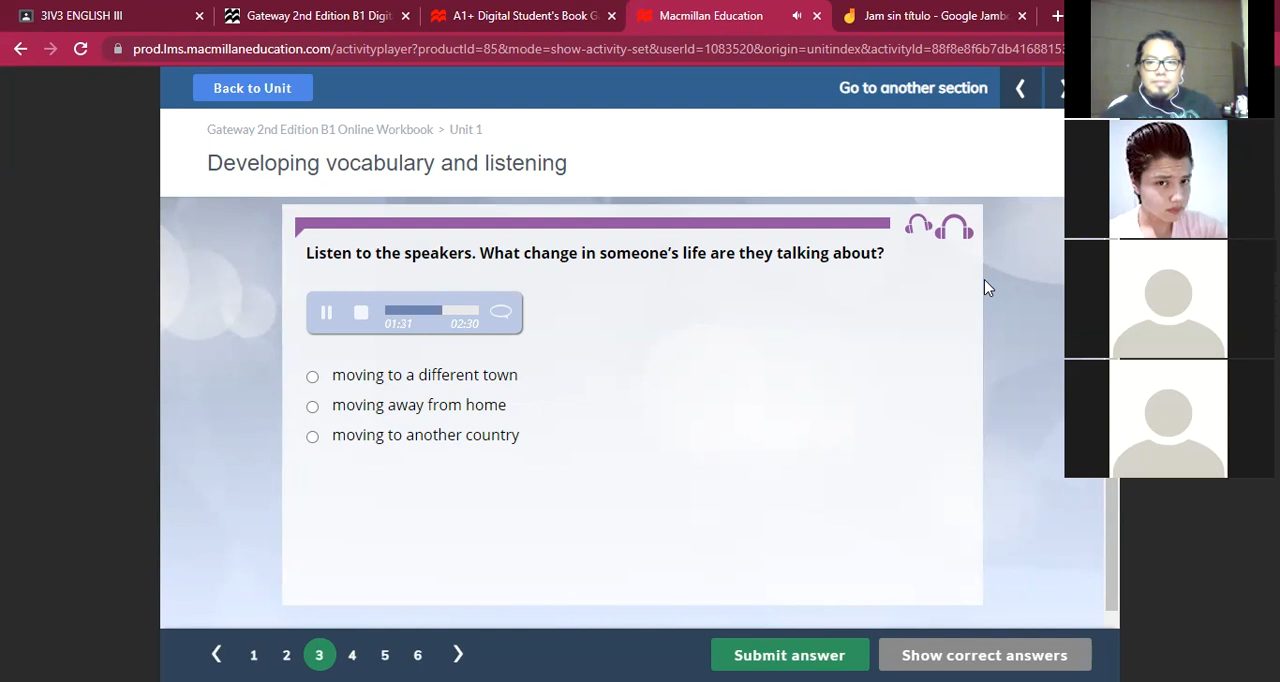 3IV3 ENGLISH III
Gateway 2nd Edition B1 Digit
A1+ Digital Student's Book G
Macmillan Education
Jam sin título - Google Jamb
prod.lms.macmillaneducation.com/activityplayer?productId=85&mode=show-activity-set&userId=1083520&origin=unitindex&activityId=88f8e8f6b7db4168815
Back to Unit
Go to another section
Gateway 2nd Edition B1 Online Workbook > Unit 1
Developing vocabulary and listening
Listen to the speakers. What change in someone's life are they talking about?
01:31 02:30
moving to a different town
moving away from home
moving to another country
1 2 3 4 5 6
Submit answer
Show correct answers